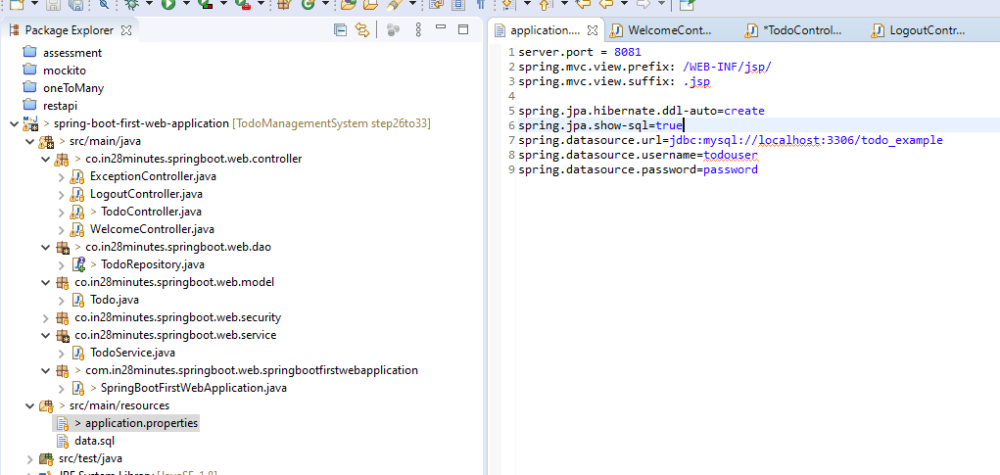 Package Explorer
assessment
mockito
oneToMany
restapi
> spring-boot-first-web-application [TodoManagementSystem step26to33]
> src/main/java
> co.in28minutes.springboot.web.controller
ExceptionController.java
LogoutController.java
> TodoController.java
WelcomeController.java
> co.in28minutes.springboot.web.dao
> TodoRepository.java
co.in28minutes.springboot.web.model
Todo.java
co.in28minutes.springboot.web.security
co.in28minutes.springboot.web.service
TodoService.java
> com.in28minutes.springboot.web.springbootfirstwebapplication
> SpringBootFirstWebApplication.java
> src/main/resources
> application.properties
data.sql
src/test/java
JRE System Library [JavaSE-1.8]
application....
WelcomeCont...
*TodoControl...
LogoutContr...
1 server.port = 8081
2 spring.mvc.view.prefix: /WEB-INF/jsp/
3 spring.mvc.view.suffix: .jsp
4
5 spring.jpa.hibernate.ddl-auto=create
6 spring.jpa.show-sql=true
7 spring.datasource.url=jdbc:mysql://localhost:3306/todo_example
8 spring.datasource.username=todouser
9 spring.datasource.password=password